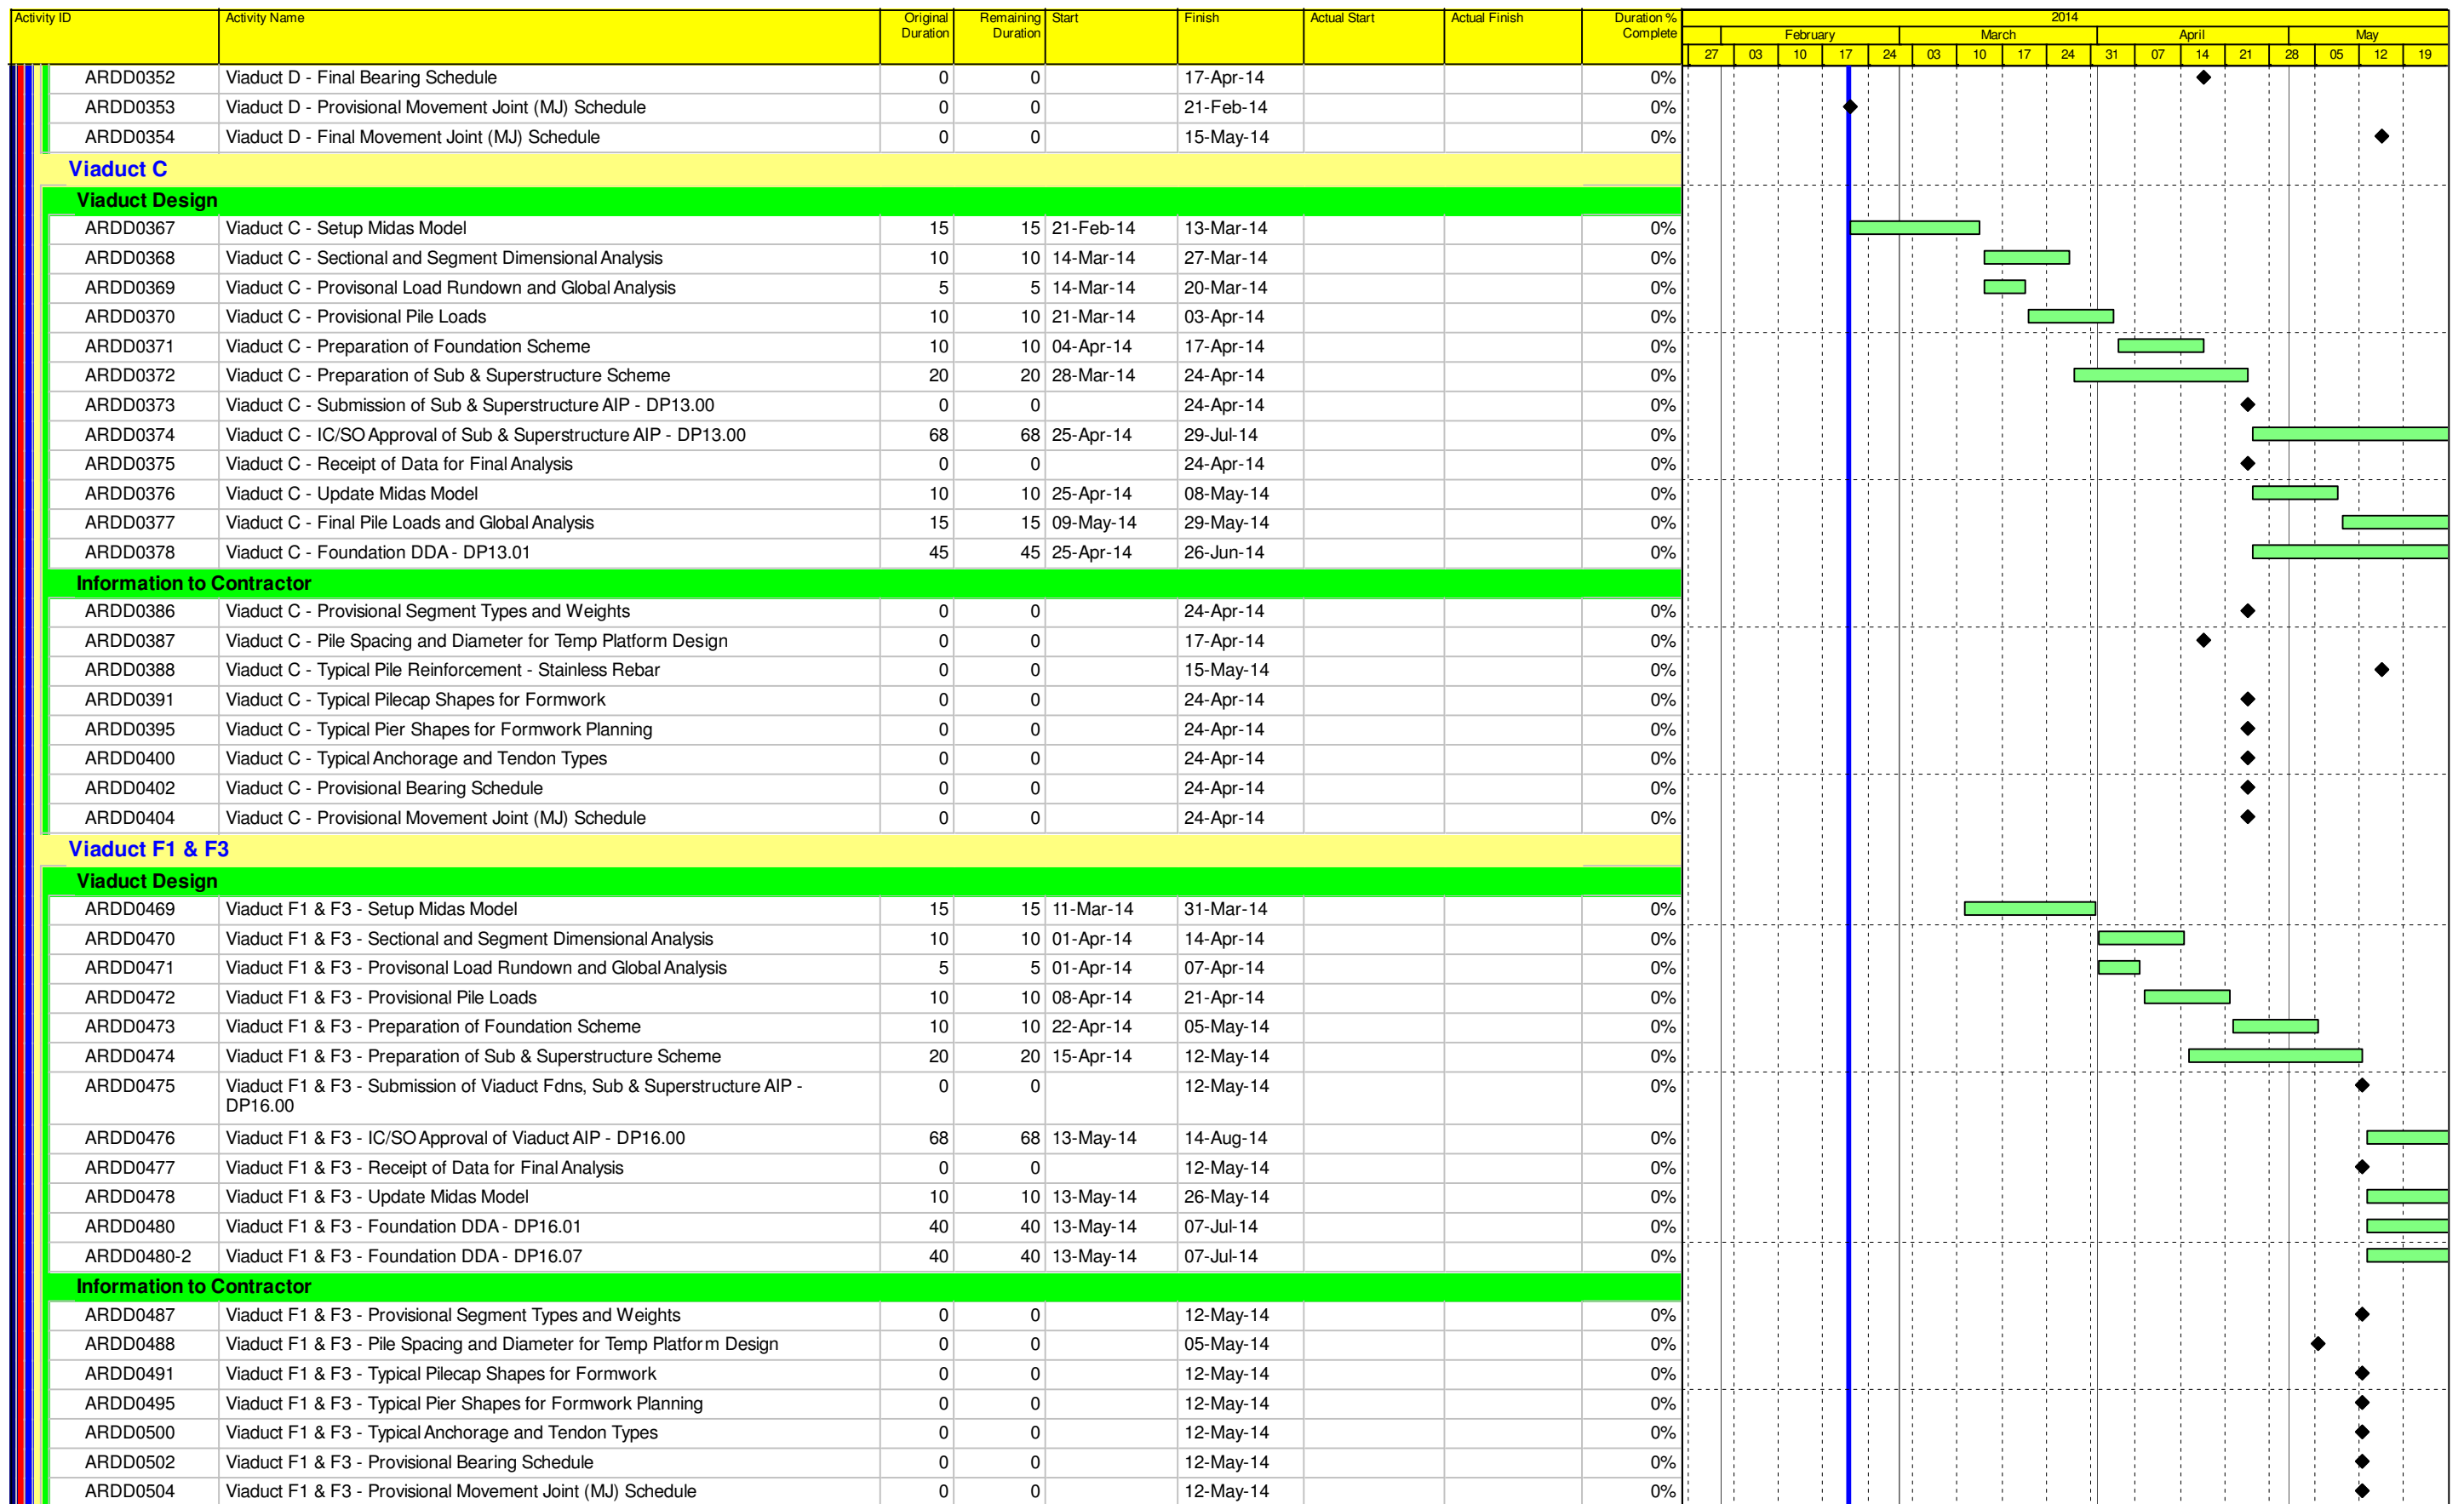 Activity ID Activity Name Original Duration Remaining Duration Start Finish Actual Start Actual Finish Duration % Complete 2014
February March April May
27 03 10 17 24 03 10 17 24 31 07 14 21 28 05 12 19
ARDD0352 Viaduct D - Final Bearing Schedule 0 0 17-Apr-14 0%
ARDD0353 Viaduct D - Provisional Movement Joint (MJ) Schedule 0 0 21-Feb-14 0%
ARDD0354 Viaduct D - Final Movement Joint (MJ) Schedule 0 0 15-May-14 0%
Viaduct C
Viaduct Design
ARDD0367 Viaduct C - Setup Midas Model 15 15 21-Feb-14 13-Mar-14 0%
ARDD0368 Viaduct C - Sectional and Segment Dimensional Analysis 10 10 14-Mar-14 27-Mar-14 0%
ARDD0369 Viaduct C - Provisonal Load Rundown and Global Analysis 5 5 14-Mar-14 20-Mar-14 0%
ARDD0370 Viaduct C - Provisional Pile Loads 10 10 21-Mar-14 03-Apr-14 0%
ARDD0371 Viaduct C - Preparation of Foundation Scheme 10 10 04-Apr-14 17-Apr-14 0%
ARDD0372 Viaduct C - Preparation of Sub & Superstructure Scheme 20 20 28-Mar-14 24-Apr-14 0%
ARDD0373 Viaduct C - Submission of Sub & Superstructure AIP - DP13.00 0 0 24-Apr-14 0%
ARDD0374 Viaduct C - IC/SO Approval of Sub & Superstructure AIP - DP13.00 68 68 25-Apr-14 29-Jul-14 0%
ARDD0375 Viaduct C - Receipt of Data for Final Analysis 0 0 24-Apr-14 0%
ARDD0376 Viaduct C - Update Midas Model 10 10 25-Apr-14 08-May-14 0%
ARDD0377 Viaduct C - Final Pile Loads and Global Analysis 15 15 09-May-14 29-May-14 0%
ARDD0378 Viaduct C - Foundation DDA - DP13.01 45 45 25-Apr-14 26-Jun-14 0%
Information to Contractor
ARDD0386 Viaduct C - Provisional Segment Types and Weights 0 0 24-Apr-14 0%
ARDD0387 Viaduct C - Pile Spacing and Diameter for Temp Platform Design 0 0 17-Apr-14 0%
ARDD0388 Viaduct C - Typical Pile Reinforcement - Stainless Rebar 0 0 15-May-14 0%
ARDD0391 Viaduct C - Typical Pilecap Shapes for Formwork 0 0 24-Apr-14 0%
ARDD0395 Viaduct C - Typical Pier Shapes for Formwork Planning 0 0 24-Apr-14 0%
ARDD0400 Viaduct C - Typical Anchorage and Tendon Types 0 0 24-Apr-14 0%
ARDD0402 Viaduct C - Provisional Bearing Schedule 0 0 24-Apr-14 0%
ARDD0404 Viaduct C - Provisional Movement Joint (MJ) Schedule 0 0 24-Apr-14 0%
Viaduct F1 & F3
Viaduct Design
ARDD0469 Viaduct F1 & F3 - Setup Midas Model 15 15 11-Mar-14 31-Mar-14 0%
ARDD0470 Viaduct F1 & F3 - Sectional and Segment Dimensional Analysis 10 10 01-Apr-14 14-Apr-14 0%
ARDD0471 Viaduct F1 & F3 - Provisonal Load Rundown and Global Analysis 5 5 01-Apr-14 07-Apr-14 0%
ARDD0472 Viaduct F1 & F3 - Provisional Pile Loads 10 10 08-Apr-14 21-Apr-14 0%
ARDD0473 Viaduct F1 & F3 - Preparation of Foundation Scheme 10 10 22-Apr-14 05-May-14 0%
ARDD0474 Viaduct F1 & F3 - Preparation of Sub & Superstructure Scheme 20 20 15-Apr-14 12-May-14 0%
ARDD0475 Viaduct F1 & F3 - Submission of Viaduct Fdns, Sub & Superstructure AIP - 0 0 12-May-14 0%
DP16.00
ARDD0476 Viaduct F1 & F3 - IC/SO Approval of Viaduct AIP - DP16.00 68 68 13-May-14 14-Aug-14 0%
ARDD0477 Viaduct F1 & F3 - Receipt of Data for Final Analysis 0 0 12-May-14 0%
ARDD0478 Viaduct F1 & F3 - Update Midas Model 10 10 13-May-14 26-May-14 0%
ARDD0480 Viaduct F1 & F3 - Foundation DDA - DP16.01 40 40 13-May-14 07-Jul-14 0%
ARDD0480-2 Viaduct F1 & F3 - Foundation DDA - DP16.07 40 40 13-May-14 07-Jul-14 0%
Information to Contractor
ARDD0487 Viaduct F1 & F3 - Provisional Segment Types and Weights 0 0 12-May-14 0%
ARDD0488 Viaduct F1 & F3 - Pile Spacing and Diameter for Temp Platform Design 0 0 05-May-14 0%
ARDD0491 Viaduct F1 & F3 - Typical Pilecap Shapes for Formwork 0 0 12-May-14 0%
ARDD0495 Viaduct F1 & F3 - Typical Pier Shapes for Formwork Planning 0 0 12-May-14 0%
ARDD0500 Viaduct F1 & F3 - Typical Anchorage and Tendon Types 0 0 12-May-14 0%
ARDD0502 Viaduct F1 & F3 - Provisional Bearing Schedule 0 0 12-May-14 0%
ARDD0504 Viaduct F1 & F3 - Provisional Movement Joint (MJ) Schedule 0 0 12-May-14 0%